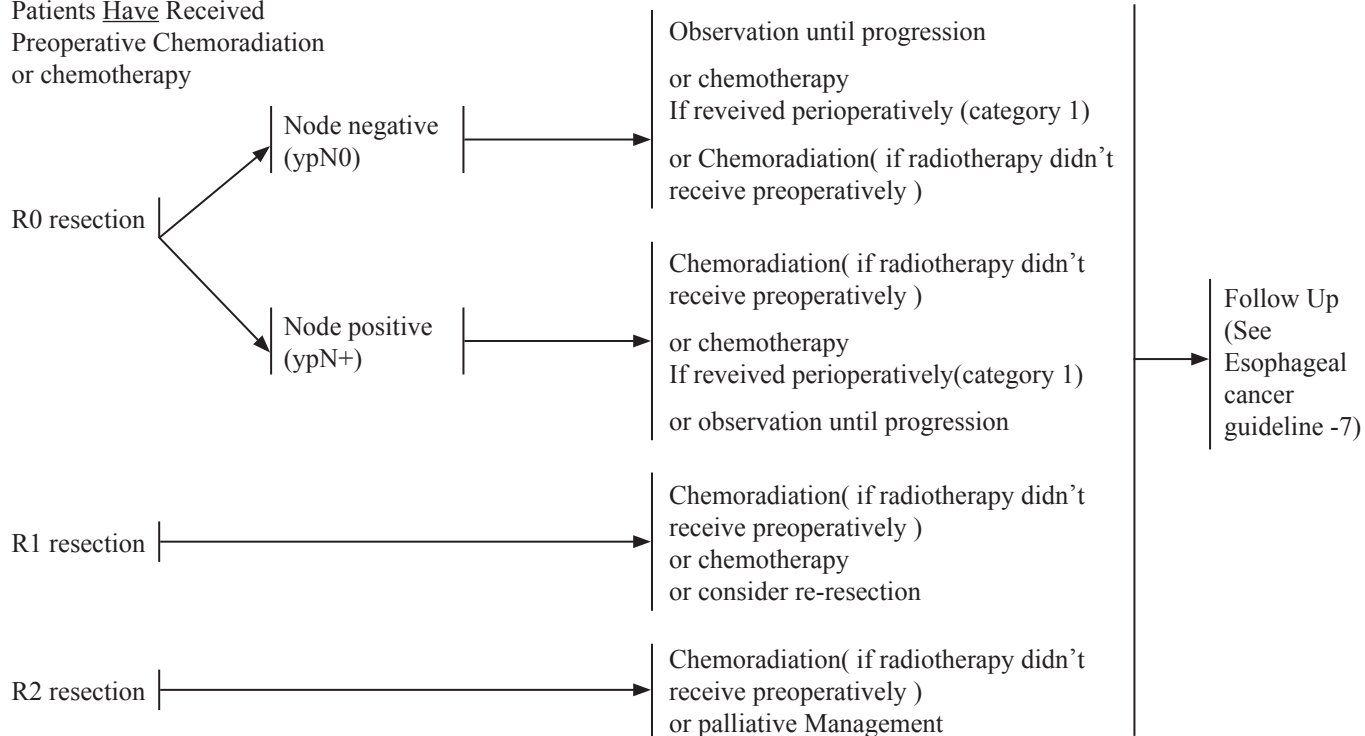 Patients Have Received
Preoperative Chemoradiation
or chemotherapy
R0 resection
Node negative
(ypN0)
Observation until progression
or chemotherapy
If reveived perioperatively (category 1)
or Chemoradiation( if radiotherapy didn't
receive preoperatively )
Node positive
(ypN+)
Chemoradiation( if radiotherapy didn't
receive preoperatively )
or chemotherapy
If reveived perioperatively(category 1)
or observation until progression
R1 resection
Chemoradiation( if radiotherapy didn't
receive preoperatively )
or chemotherapy
or consider re-resection
R2 resection
Chemoradiation( if radiotherapy didn't
receive preoperatively )
or palliative Management
Follow Up
(See
Esophageal
cancer
guideline -7)